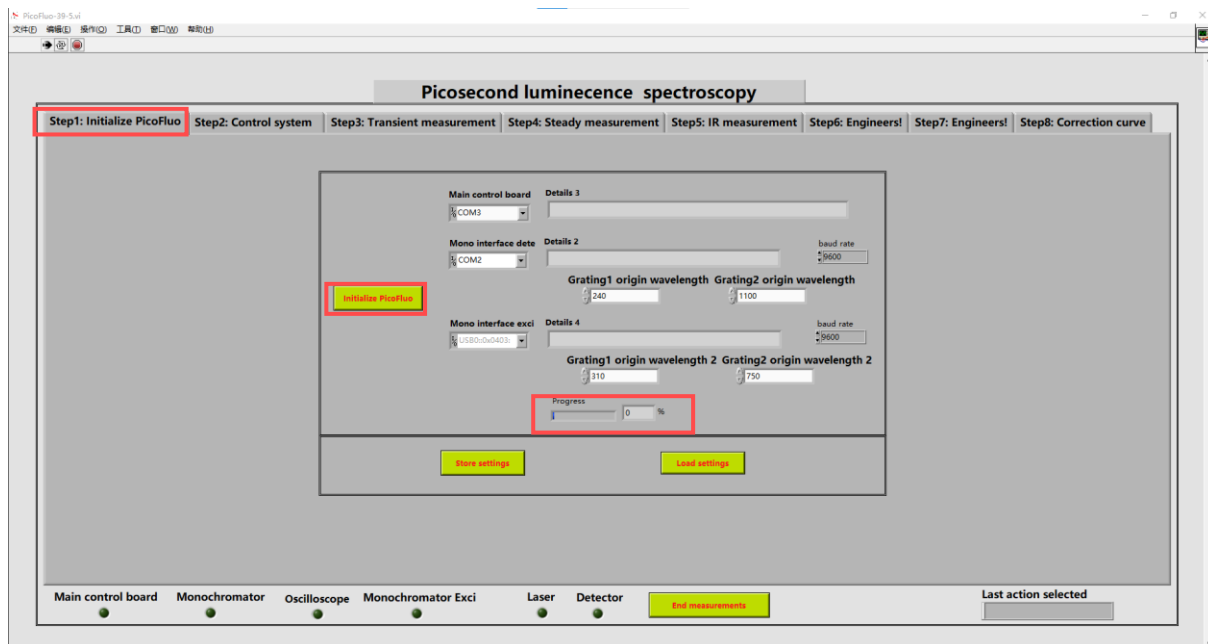 PicoFluo-39-5.vi
文件(F) 编辑(E) 操作(O) 工具(T) 窗口(W) 帮助(H)
Picosecond luminecence spectroscopy
Step1: Initialize PicoFluo Step2: Control system Step3: Transient measurement Step4: Steady measurement Step5: IR measurement Step6: Engineers! Step7: Engineers! Step8: Correction curve
Main control board Details 3
COM3
Mono interface dete Details 2 baud rate
COM2 9600
Grating1 origin wavelength Grating2 origin wavelength
Initialize PicoFluo 240 1100
Mono interface exci Details 4 baud rate
USB0::0x0403: 9600
Grating1 origin wavelength 2 Grating2 origin wavelength 2
310 750
Progress
0 %
Store settings Load settings
Main control board Monochromator Oscilloscope Monochromator Exci Laser Detector End measurements Last action selected